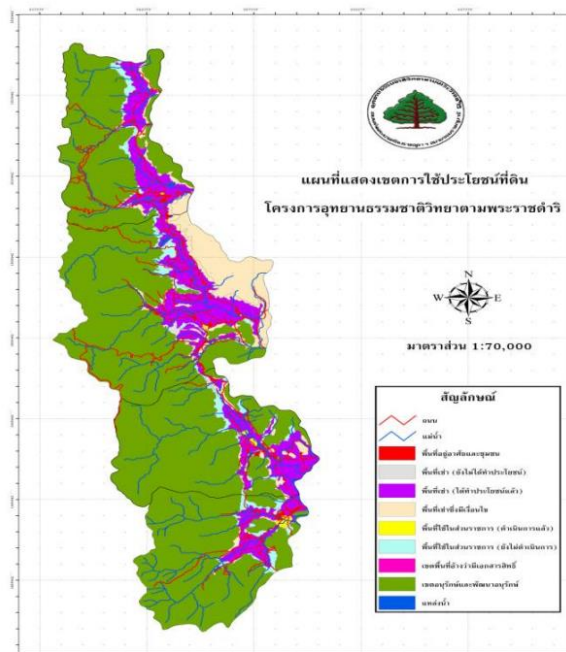 แผนที่แสดงเขตการใช้ประโยชน์ที่ดิน
โครงการอุทยานธรรมชาติวิทยาตามพระราชดำริ
N
W E
S
มาตราส่วน 1:70,000
สัญลักษณ์
ถนน
แม่น้ำ
พื้นที่อยู่อาศัยและชุมชน
พื้นที่เช่า (ยังไม่ได้ทำประโยชน์)
พื้นที่เช่า (ได้ทำประโยชน์แล้ว)
พื้นที่เช่าซึ่งมีเงื่อนไข
พื้นที่ใช้ในส่วนราชการ (ดำเนินการแล้ว)
พื้นที่ใช้ในส่วนราชการ (ยังไม่ดำเนินการ)
เขตพื้นที่อ้างว่ามีเอกสารสิทธิ์
เขตอนุรักษ์และพัฒนาอนุรักษ์
แหล่งน้ำ